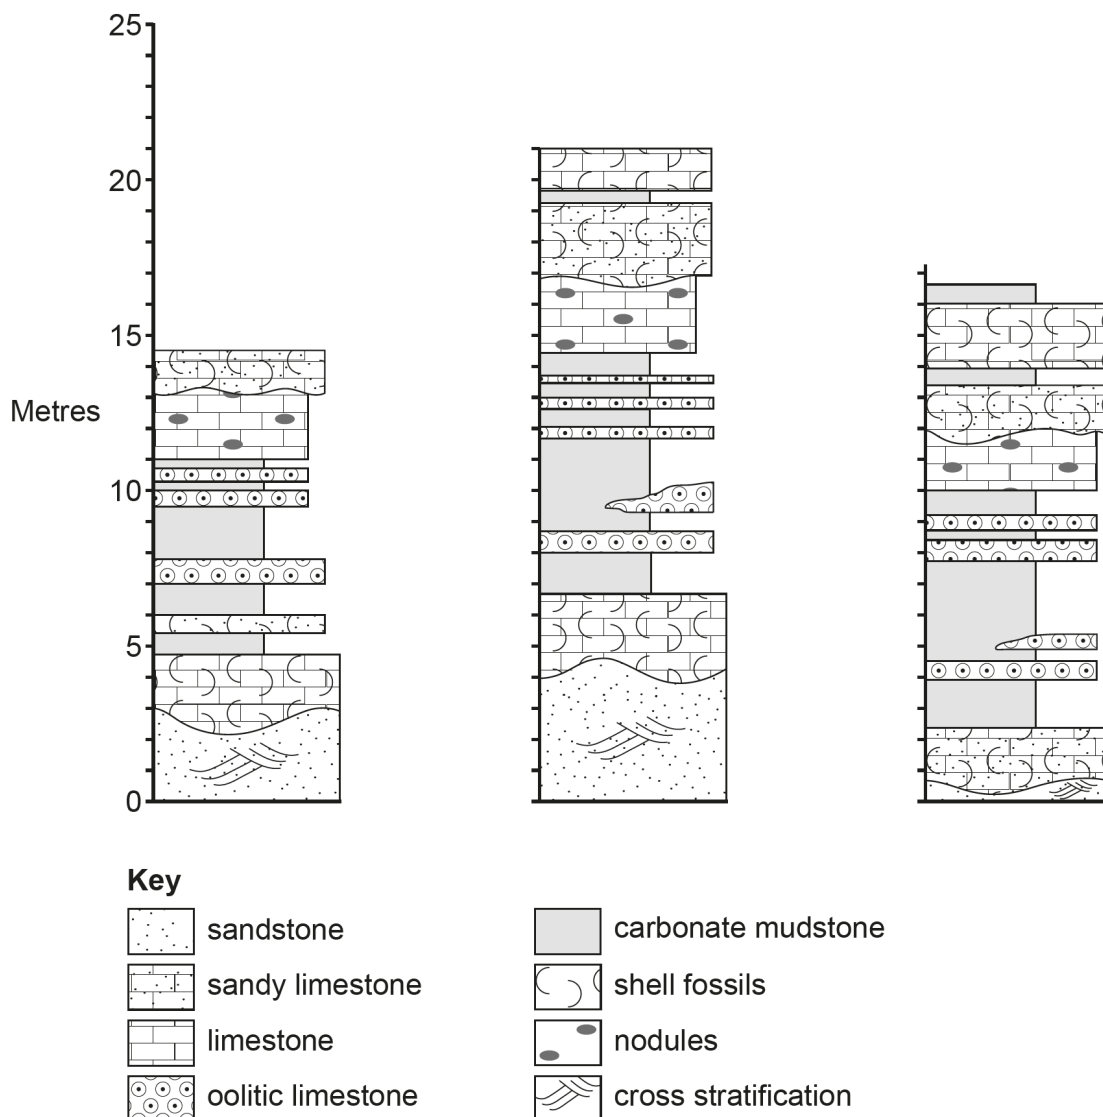 25
20
15
Metres
10
5
0
Key
sandstone
carbonate mudstone
sandy limestone
shell fossils
limestone
nodules
oolitic limestone
cross stratification